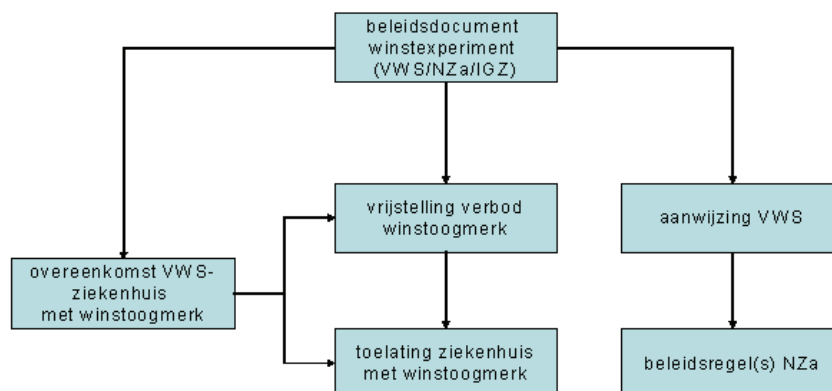 beleidsdocument
winstexperiment
(VWS/NZa/IGZ)
vrijstelling verbod
winstoogmerk
aanwijzing VWS
overeenkomst VWS-
ziekenhuis
met winstoogmerk
toelating ziekenhuis
met winstoogmerk
beleidsregel(s) NZa